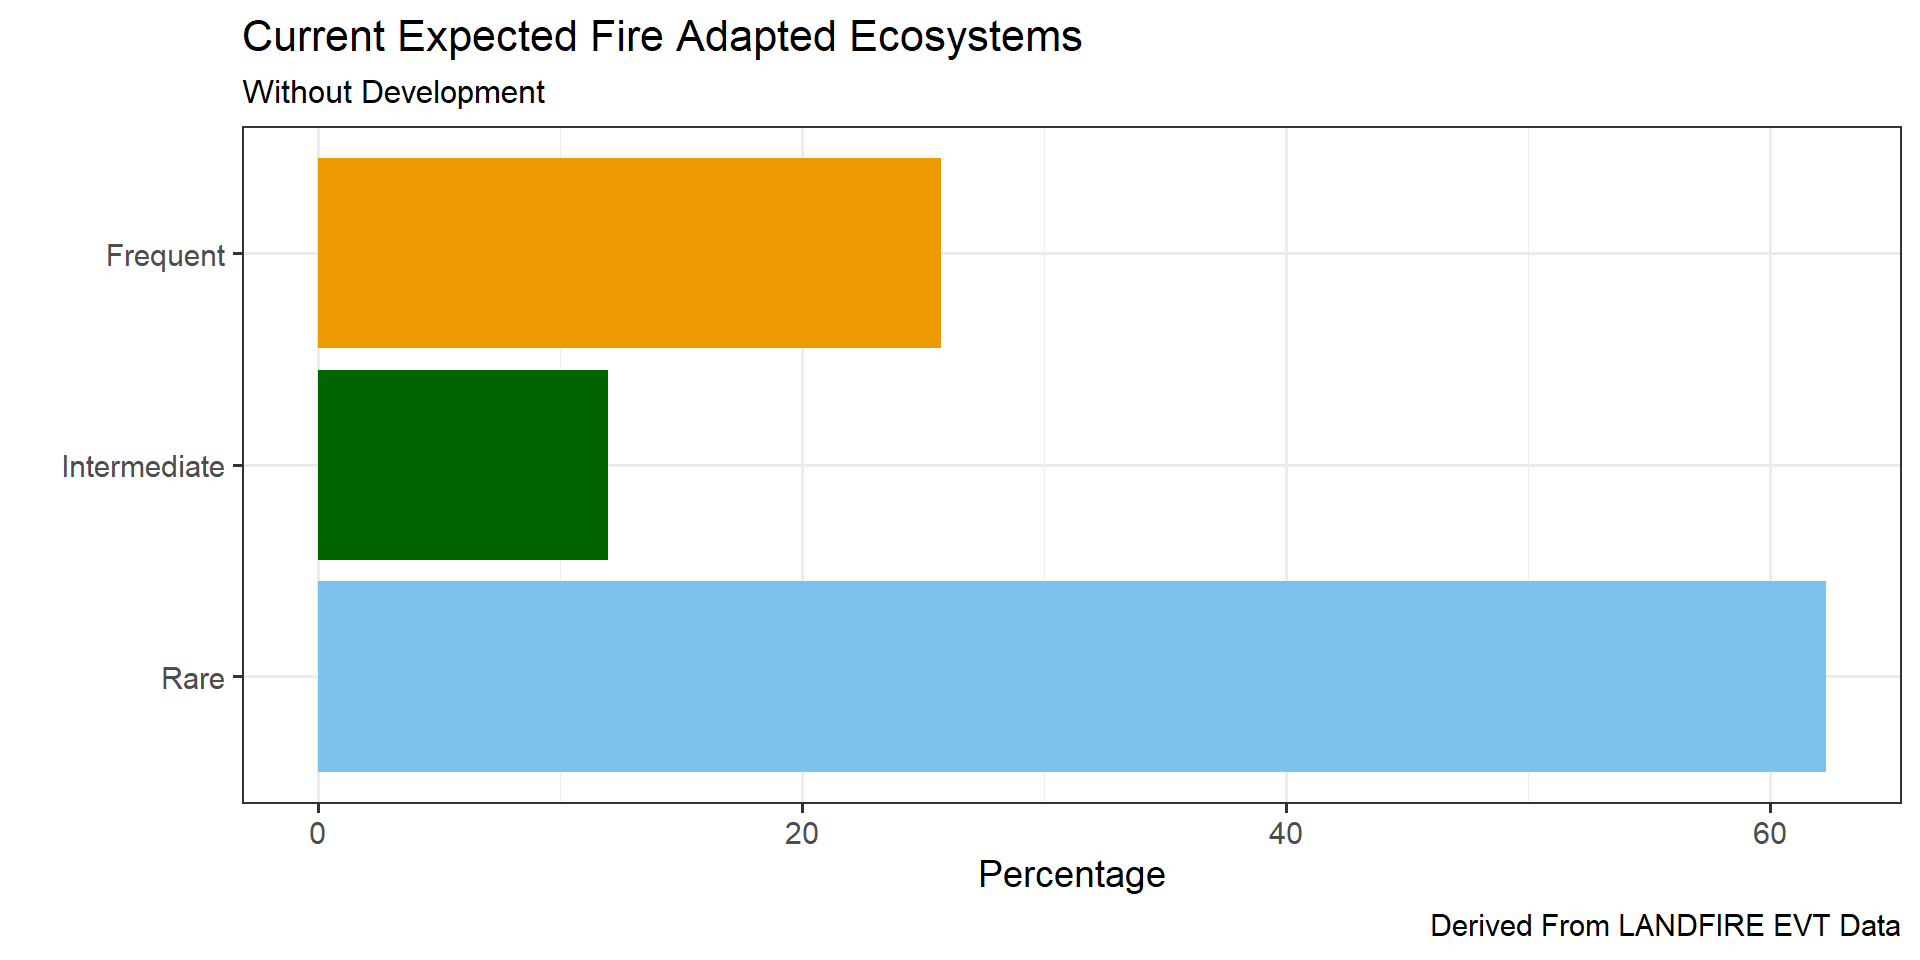 Current Expected Fire Adapted Ecosystems
Without Development
Frequent
Intermediate
Rare
0 20 40 60
Percentage
Derived From LANDFIRE EVT Data